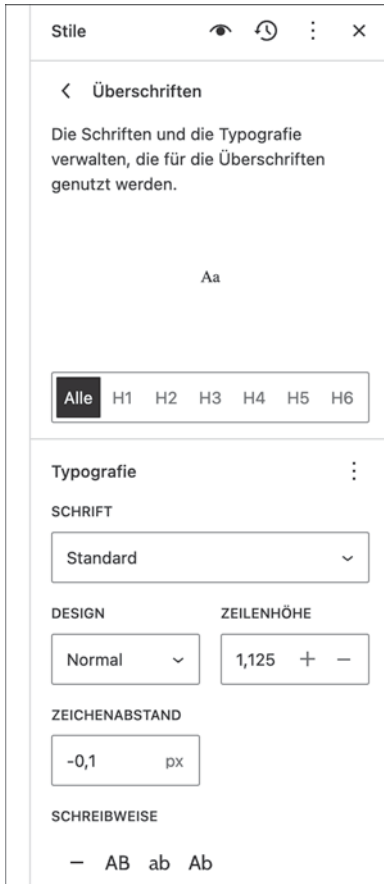 Stile
Überschriften
Die Schriften und die Typografie
verwalten, die für die Überschriften
genutzt werden.
Aa
Alle H1 H2 H3 H4 H5 H6
Typografie
SCHRIFT
Standard
DESIGN ZEILENHÖHE
Normal 1,125 + −
ZEICHENABSTAND
-0,1 px
SCHREIBWEISE
– AB ab Ab